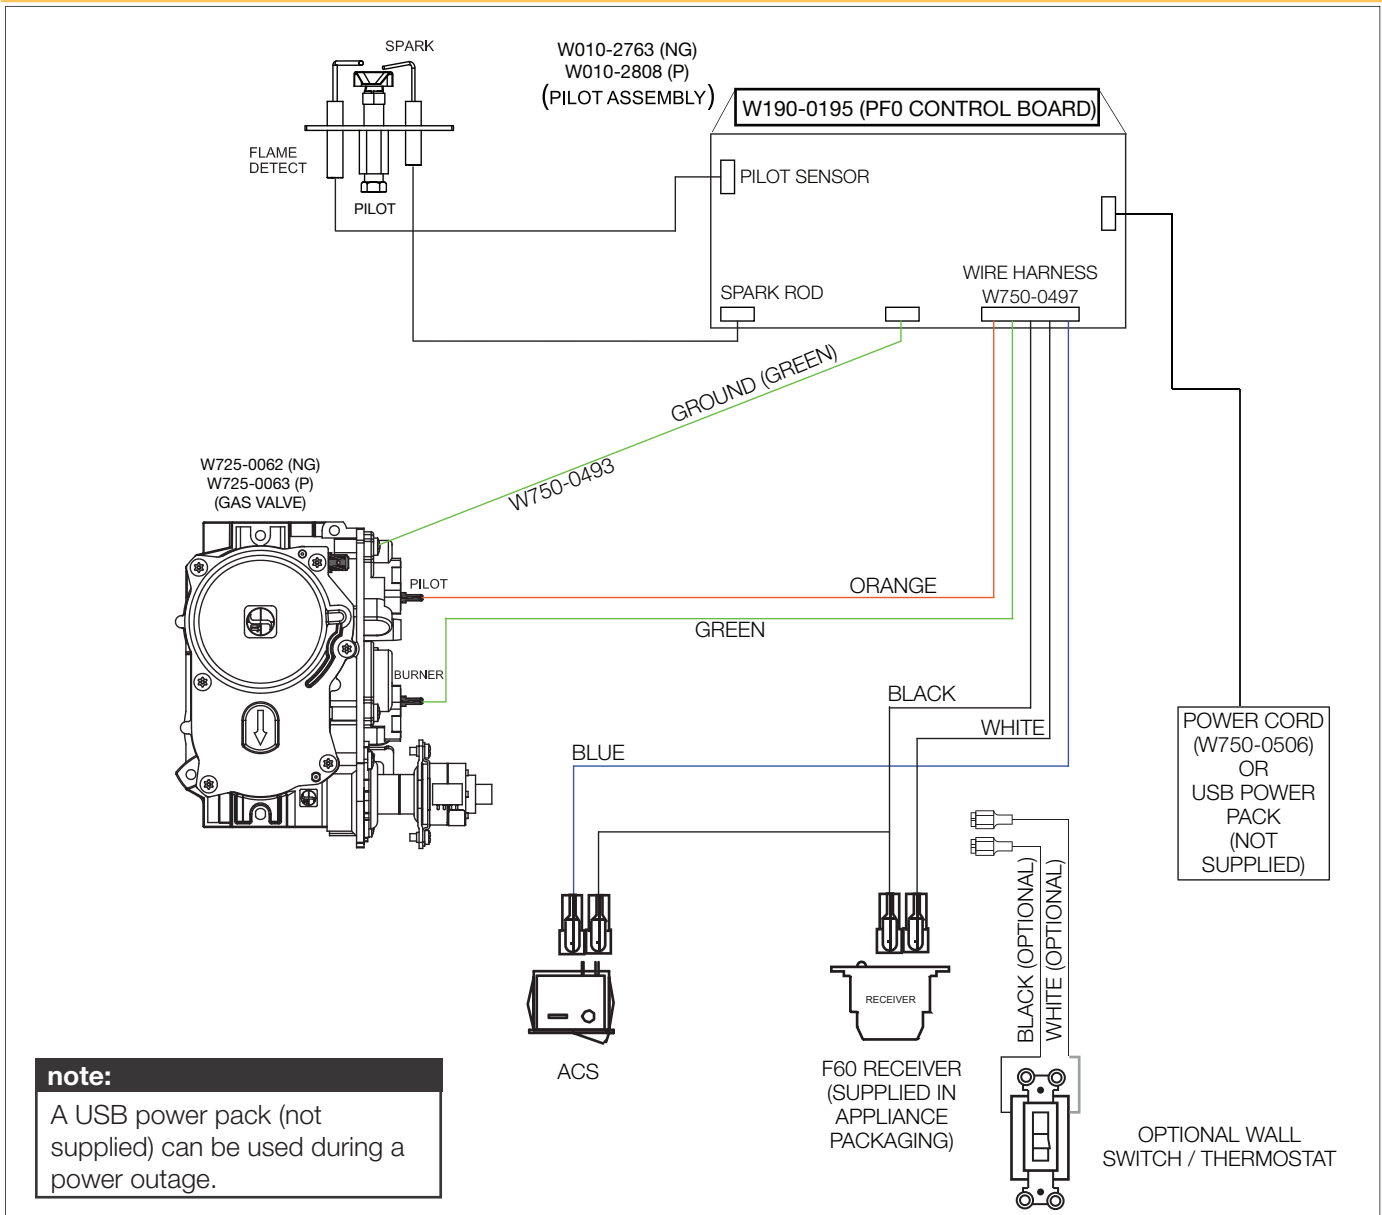 SPARK
W010-2763 (NG)
W010-2808 (P)
(PILOT ASSEMBLY)
W190-0195 (PF0 CONTROL BOARD)
FLAME
DETECT
PILOT
PILOT SENSOR
SPARK ROD
WIRE HARNESS
W750-0497
GROUND (GREEN)
W750-0493
W725-0062 (NG)
W725-0063 (P)
(GAS VALVE)
PILOT
ORANGE
GREEN
BURNER
BLACK
WHITE
BLUE
POWER CORD
(W750-0506)
OR
USB POWER
PACK
(NOT
SUPPLIED)
BLACK (OPTIONAL)
WHITE (OPTIONAL)
RECEIVER
ACS
F60 RECEIVER
(SUPPLIED IN
APPLIANCE
PACKAGING)
OPTIONAL WALL
SWITCH / THERMOSTAT
note:
A USB power pack (not
supplied) can be used during a
power outage.